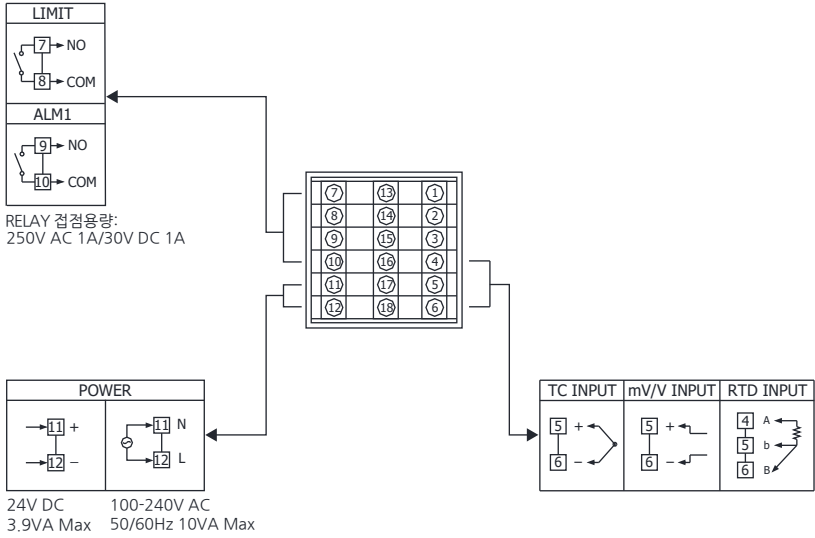 LIMIT
7 NO
8 COM
ALM1
9 NO
10 COM
RELAY 접점용량:
250V AC 1A/30V DC 1A
7 13 1
8 14 2
9 15 3
10 16 4
11 17 5
12 18 6
POWER
11 + 11 N
12 − 12 L
24V DC 100-240V AC
3.9VA Max 50/60Hz 10VA Max
TC INPUT mV/V INPUT RTD INPUT
5 + 5 + 4 A
5 b
6 − 6 − 6 B